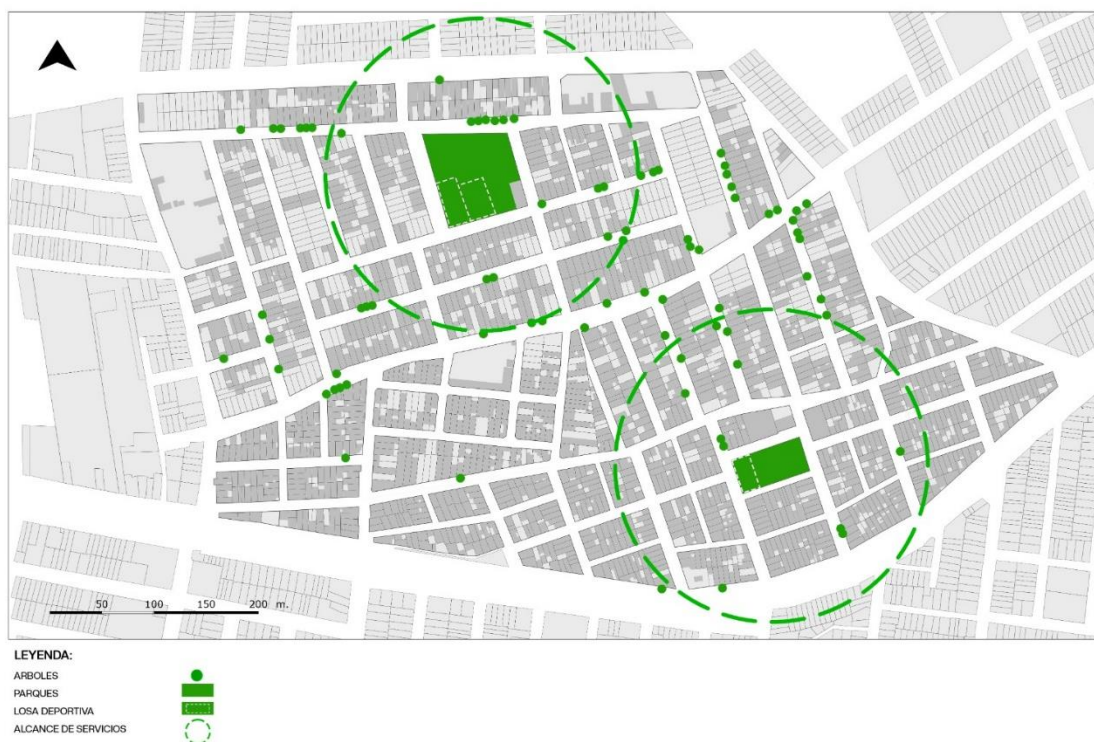 50 100 150 200 m.
LEYENDA:
ARBOLES
PARQUES
LOSA DEPORTIVA
ALCANCE DE SERVICIOS